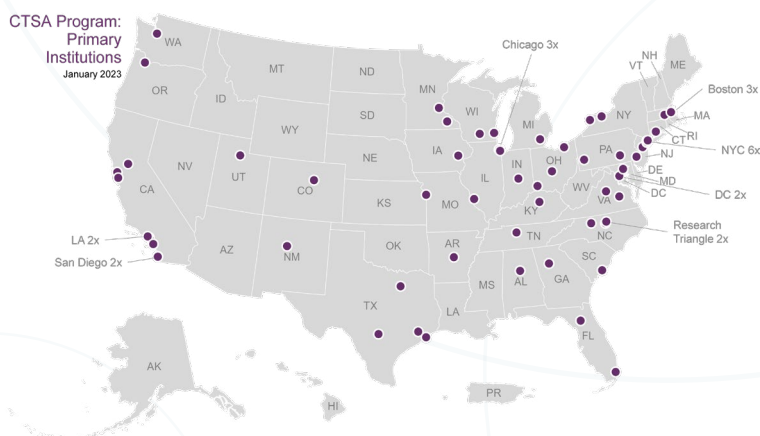 CTSA Program:
Primary
Institutions
January 2023
Chicago 3x
NH
VT
ME
WA
MT
ND
MN
OR
ID
SD
WI
MI
NY
Boston 3x
MA
RI
CT
NYC 6x
WY
IA
NE
PA
NJ
NV
UT
IL
IN
OH
DE
MD
DC
DC 2x
CA
CO
KS
MO
WV
VA
KY
LA 2x
San Diego 2x
AZ
NM
OK
AR
TN
NC
Research
Triangle 2x
SC
MS
AL
GA
TX
LA
FL
AK
HI
PR